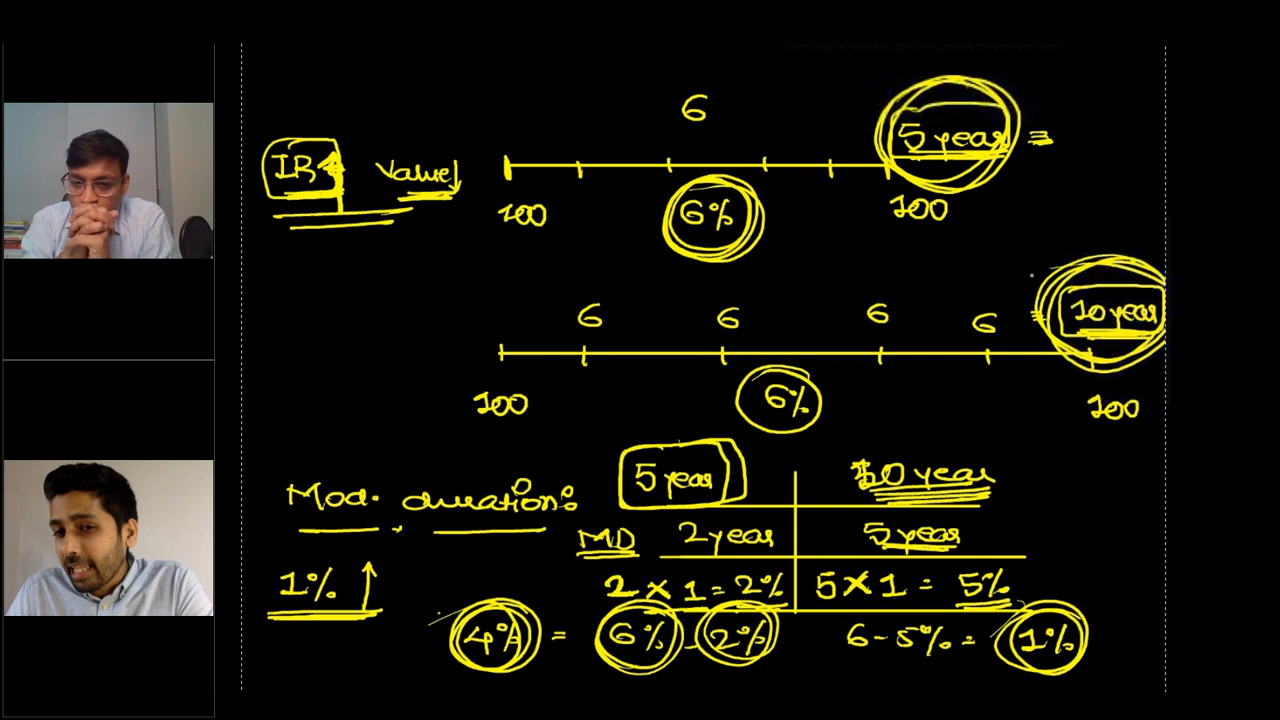 6
5 year =
IR↑ Value↓
100 6% 100
6 6 6 6 10 year
6%
100 100
5 year 10 year
Mod. duration:
MD 2 year 5 year
1% ↑ 2 x 1 = 2% 5 x 1 = 5%
4% = 6% - 2% 6 - 5% = 1%